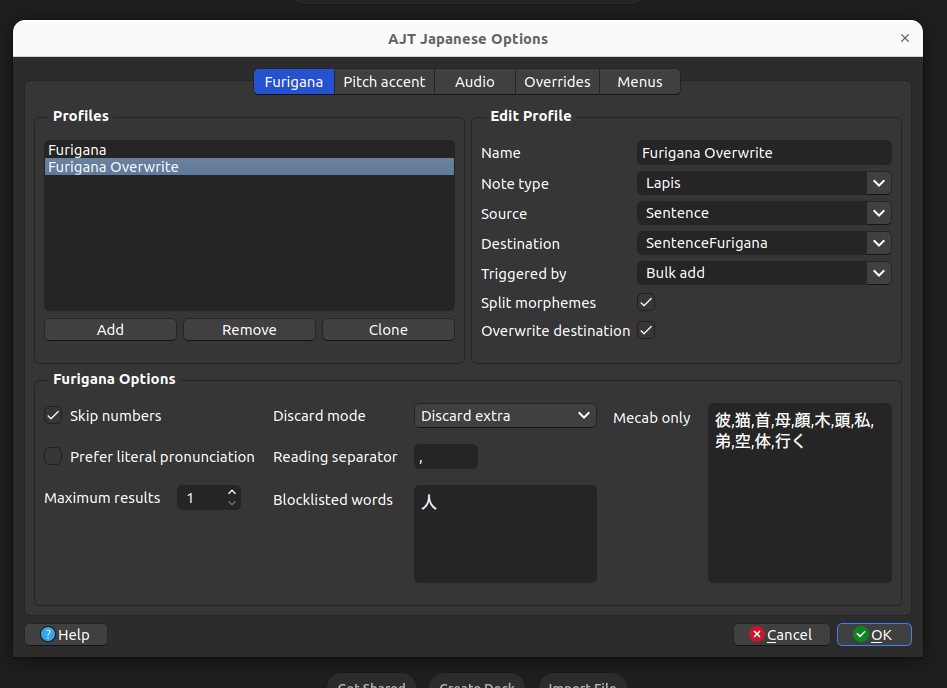 AJT Japanese Options
Furigana
Pitch accent
Audio
Overrides
Menus
Profiles
Furigana
Furigana Overwrite
Add
Remove
Clone
Edit Profile
Name
Furigana Overwrite
Note type
Lapis
Source
Sentence
Destination
SentenceFurigana
Triggered by
Bulk add
Split morphemes
Overwrite destination
Furigana Options
Skip numbers
Prefer literal pronunciation
Maximum results
1
Discard mode
Discard extra
Reading separator
,
Blocklisted words
人
Mecab only
彼,猫,首,母,顔,木,頭,私,
弟,空,体,行く
Help
Cancel
OK
Get Shared
Create Deck
Import File